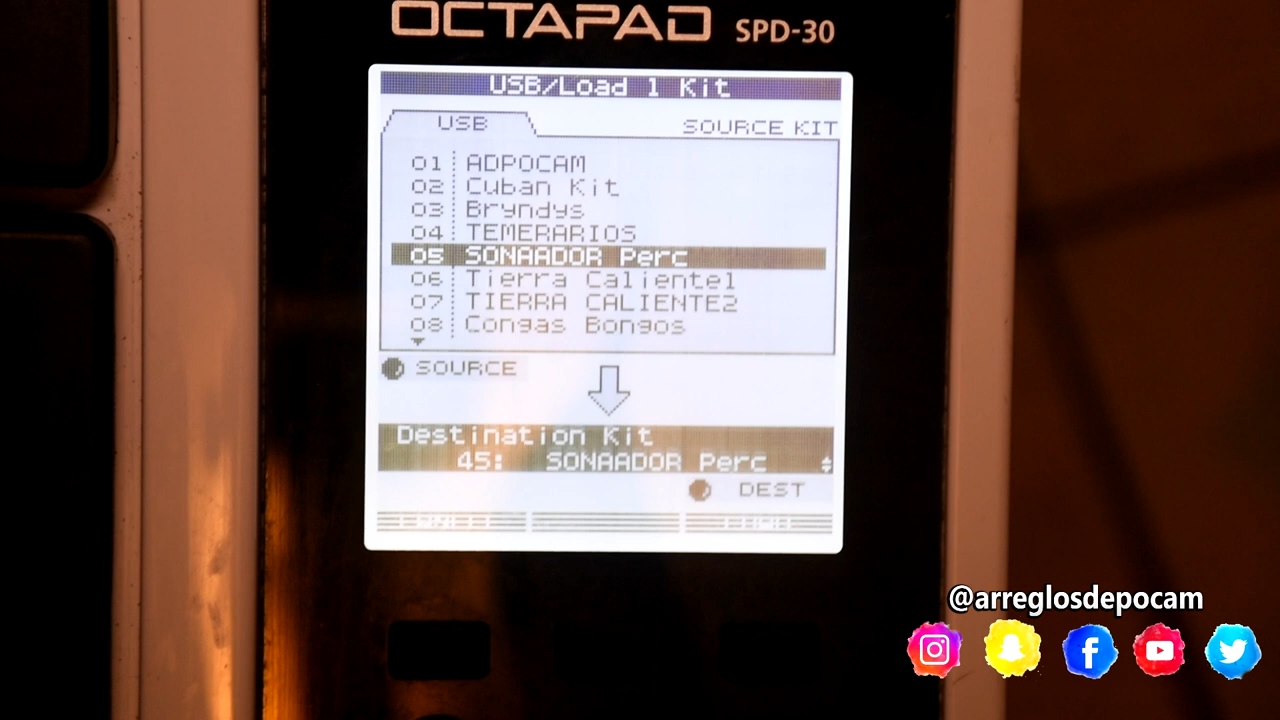 OCTAPAD SPD-30
USB/Load 1 Kit
USB SOURCE KIT
01 ADPOCAM
02 Cuban Kit
03 Bryndys
04 TEMERARIOS
05 SONAADOR Perc
06 Tierra Caliente1
07 TIERRA CALIENTE2
08 Congas Bongos
SOURCE
Destination Kit
45: SONAADOR Perc
DEST
@arreglosdepocam